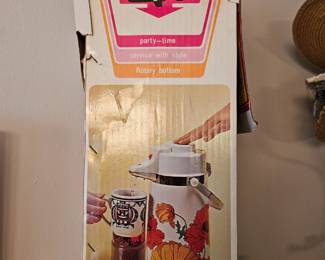 party-time
service with style
Rotary bottom